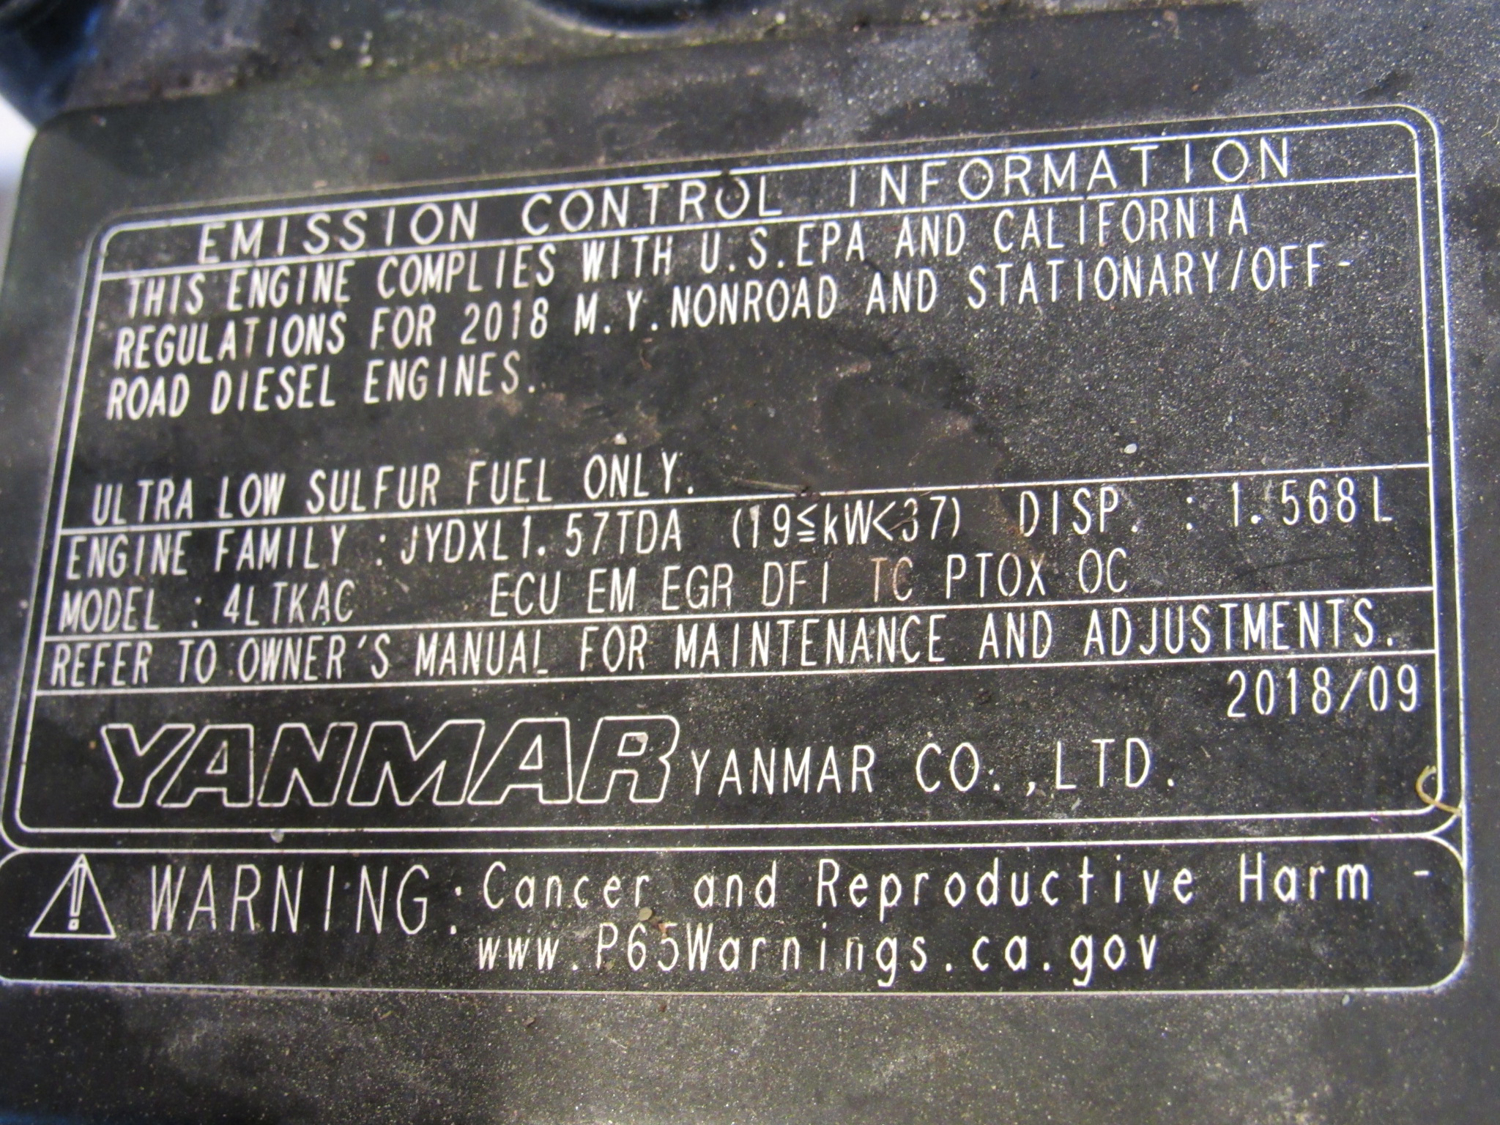 EMISSION CONTROL INFORMATION
THIS ENGINE COMPLIES WITH U.S.EPA AND CALIFORNIA
REGULATIONS FOR 2018 M.Y.NONROAD AND STATIONARY/OFF-
ROAD DIESEL ENGINES.
ULTRA LOW SULFUR FUEL ONLY.
ENGINE FAMILY : JYDXL1.57TDA (19≦kW<37) DISP. : 1.568L
MODEL : 4LTKAC ECU EM EGR DFI TC PTOX OC
REFER TO OWNER'S MANUAL FOR MAINTENANCE AND ADJUSTMENTS.
2018/09
YANMAR YANMAR CO.,LTD.
⚠ WARNING: Cancer and Reproductive Harm -
www.P65Warnings.ca.gov